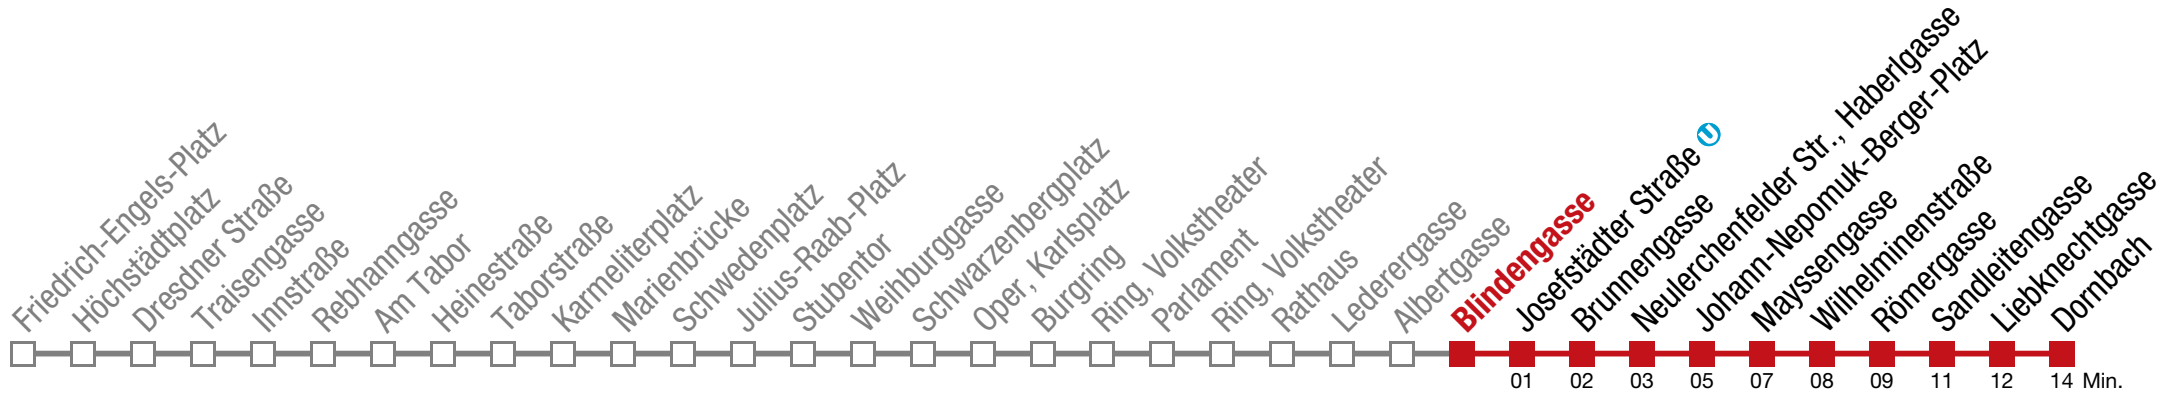 Friedrich-Engels-Platz
Höchstädtplatz
Dresdner Straße
Traisengasse
Innstraße
Rebhanngasse
Am Tabor
Heinestraße
Taborstraße
Karmeliterplatz
Marienbrücke
Schwedenplatz
Julius-Raab-Platz
Stubentor
Weihburggasse
Schwarzenbergplatz
Oper, Karlsplatz
Burgring
Ring, Volkstheater
Parlament
Ring, Volkstheater
Rathaus
Lederergasse
Albertgasse
Blindengasse
Josefstädter Straße U
Brunnengasse
Neulerchenfelder Str., Haberlgasse
Johann-Nepomuk-Berger-Platz
Mayssengasse
Wilhelminenstraße
Römergasse
Sandleitengasse
Liebknechtgasse
Dornbach
01 02 03 05 07 08 09 11 12 14 Min.